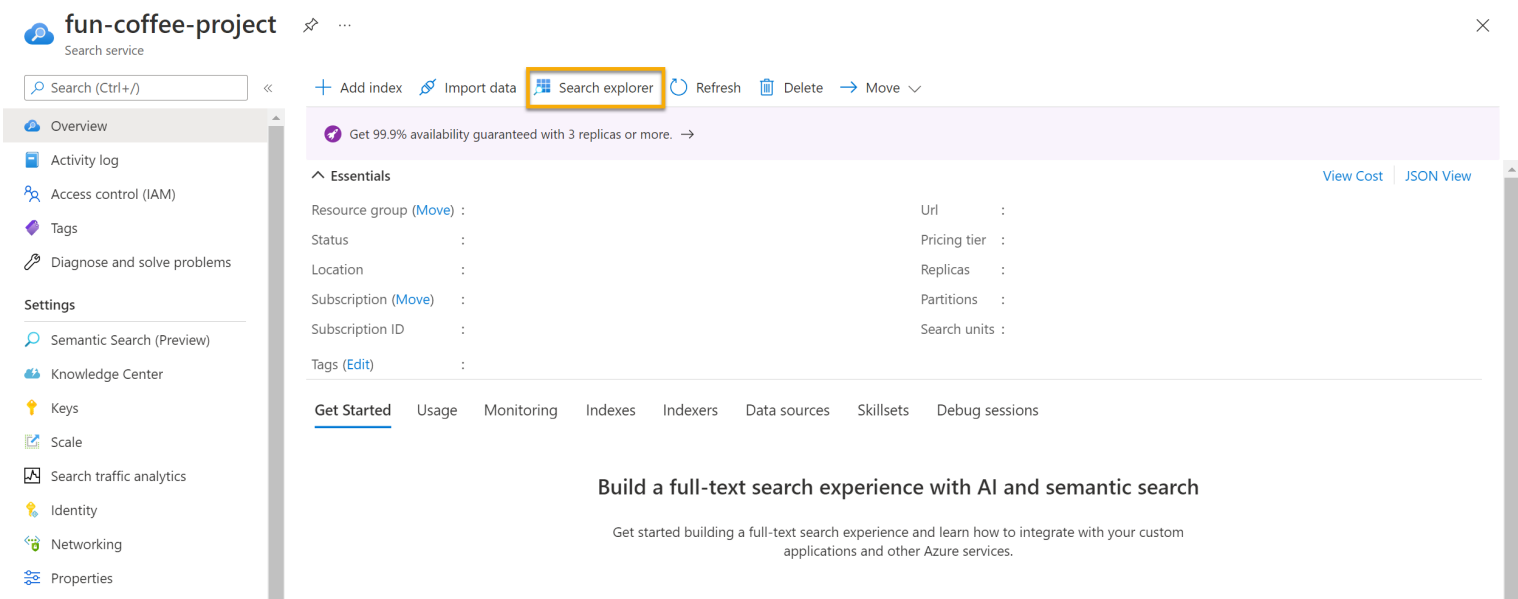 fun-coffee-project
...
Search service
Search (Ctrl+/)
«
Overview
Activity log
Access control (IAM)
Tags
Diagnose and solve problems
Settings
Semantic Search (Preview)
Knowledge Center
Keys
Scale
Search traffic analytics
Identity
Networking
Properties
Add index Import data Search explorer Refresh Delete Move
Get 99.9% availability guaranteed with 3 replicas or more. →
Essentials
View Cost JSON View
Resource group (Move) :
Status :
Location :
Subscription (Move) :
Subscription ID :
Tags (Edit) :
Url :
Pricing tier :
Replicas :
Partitions :
Search units :
Get Started Usage Monitoring Indexes Indexers Data sources Skillsets Debug sessions
Build a full-text search experience with AI and semantic search
Get started building a full-text search experience and learn how to integrate with your custom
applications and other Azure services.